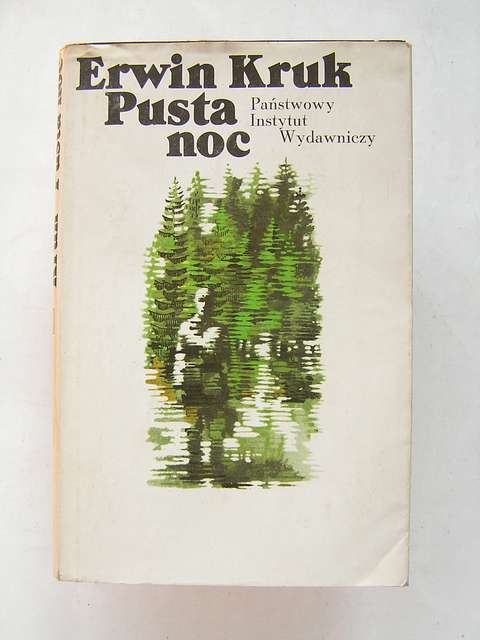 Erwin Kruk
Pusta
noc
Państwowy
Instytut
Wydawniczy